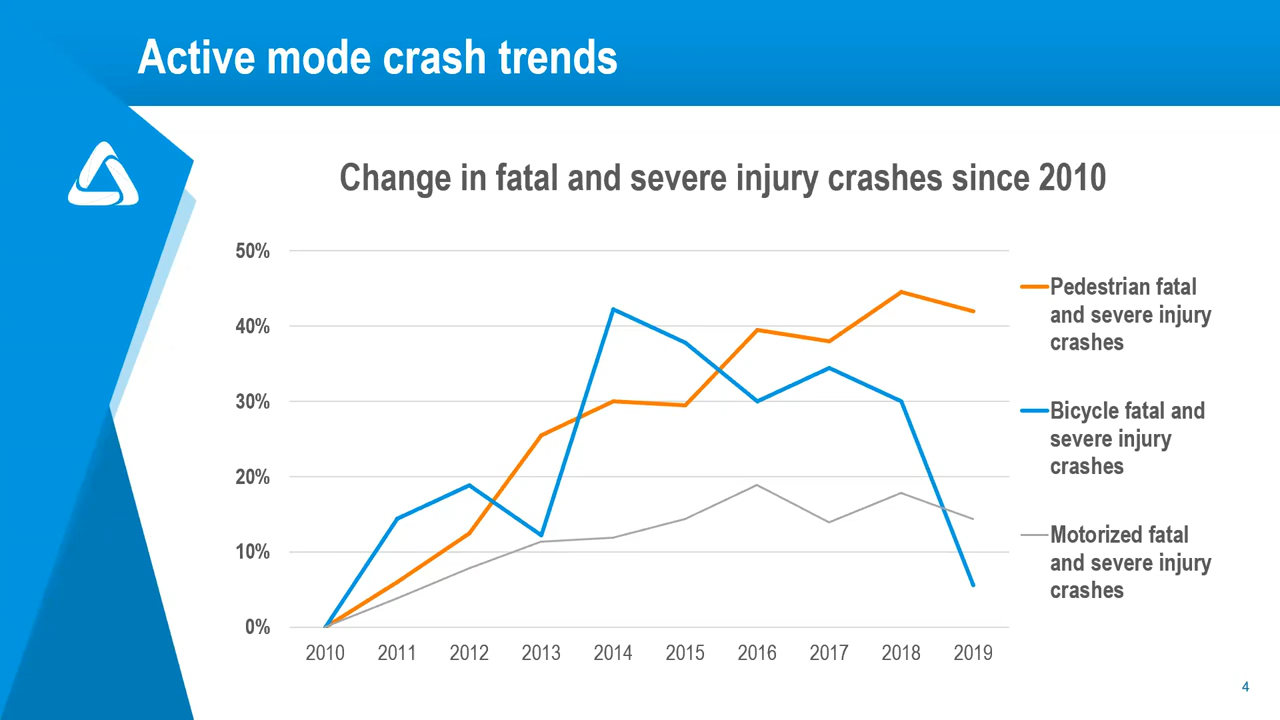 Active mode crash trends
Change in fatal and severe injury crashes since 2010
50%
40%
30%
20%
10%
0%
2010 2011 2012 2013 2014 2015 2016 2017 2018 2019
Pedestrian fatal
and severe injury
crashes
Bicycle fatal and
severe injury
crashes
Motorized fatal
and severe injury
crashes
4